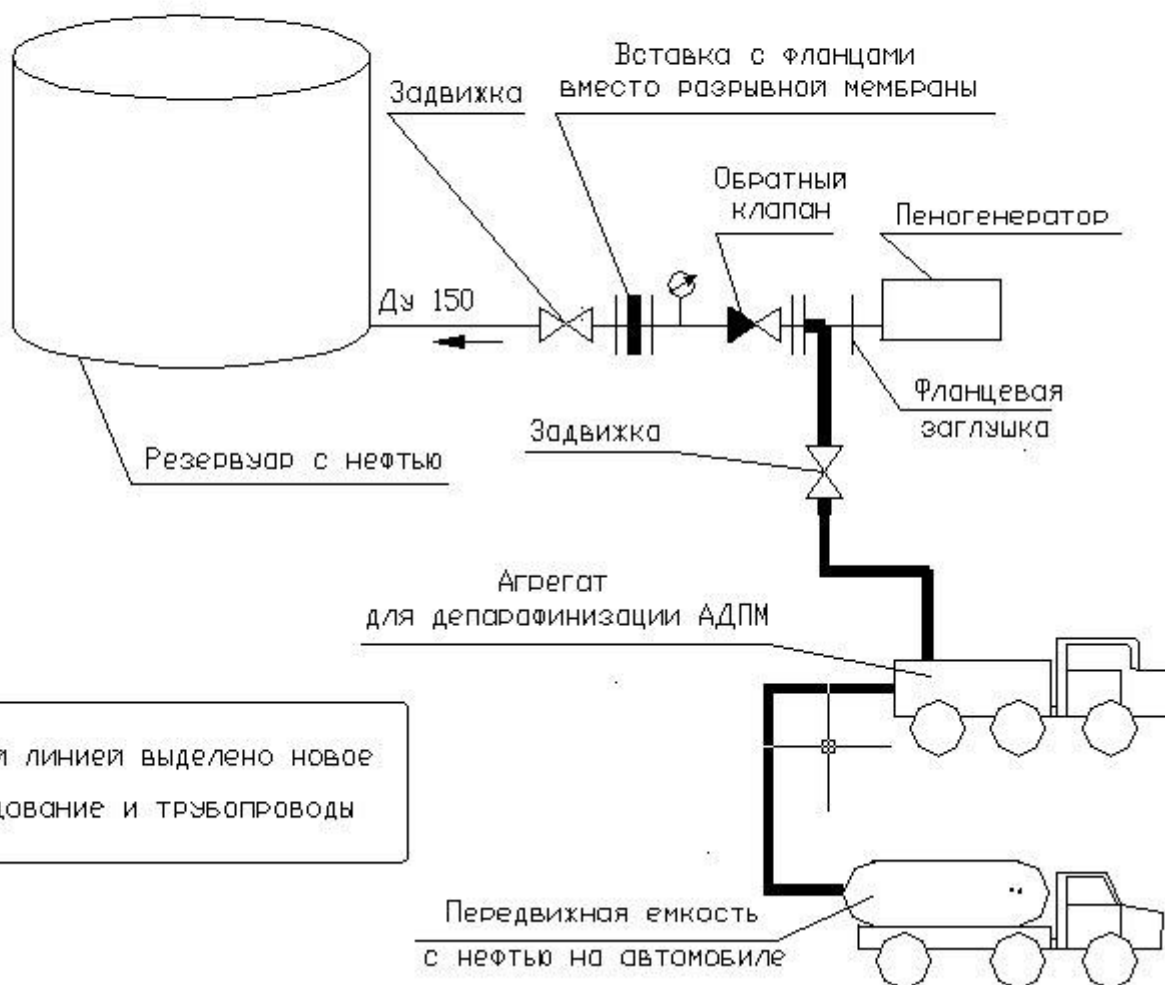 Вставка с фланцами
вместо разрывной мембраны
Задвижка
Обратный
клапан
Пеногенератор
Ду 150
Фланцевая
заглушка
Задвижка
Резервуар с нефтью
Агрегат
для депарафинизации АДПМ
линией выделено новое
и трубопроводы
Передвижная емкость
с нефтью на автомобиле